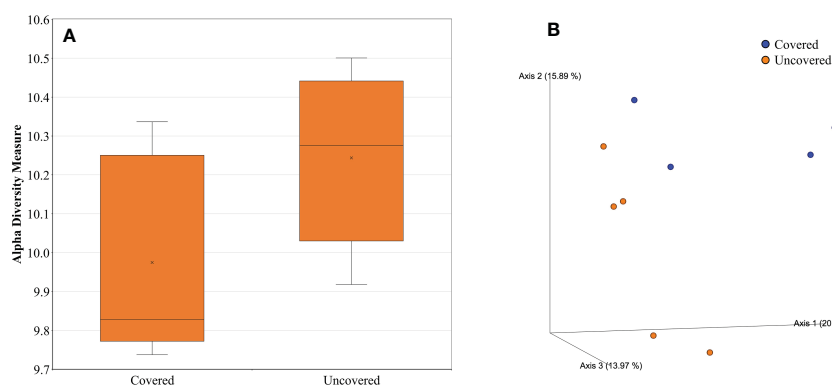 A
10.6
10.5
10.4
10.3
10.2
10.1
10.0
9.9
9.8
9.7
Alpha Diversity Measure
Covered
Uncovered
B
Covered
Uncovered
Axis 2 (15.89 %)
Axis 1 (20
Axis 3 (13.97 %)